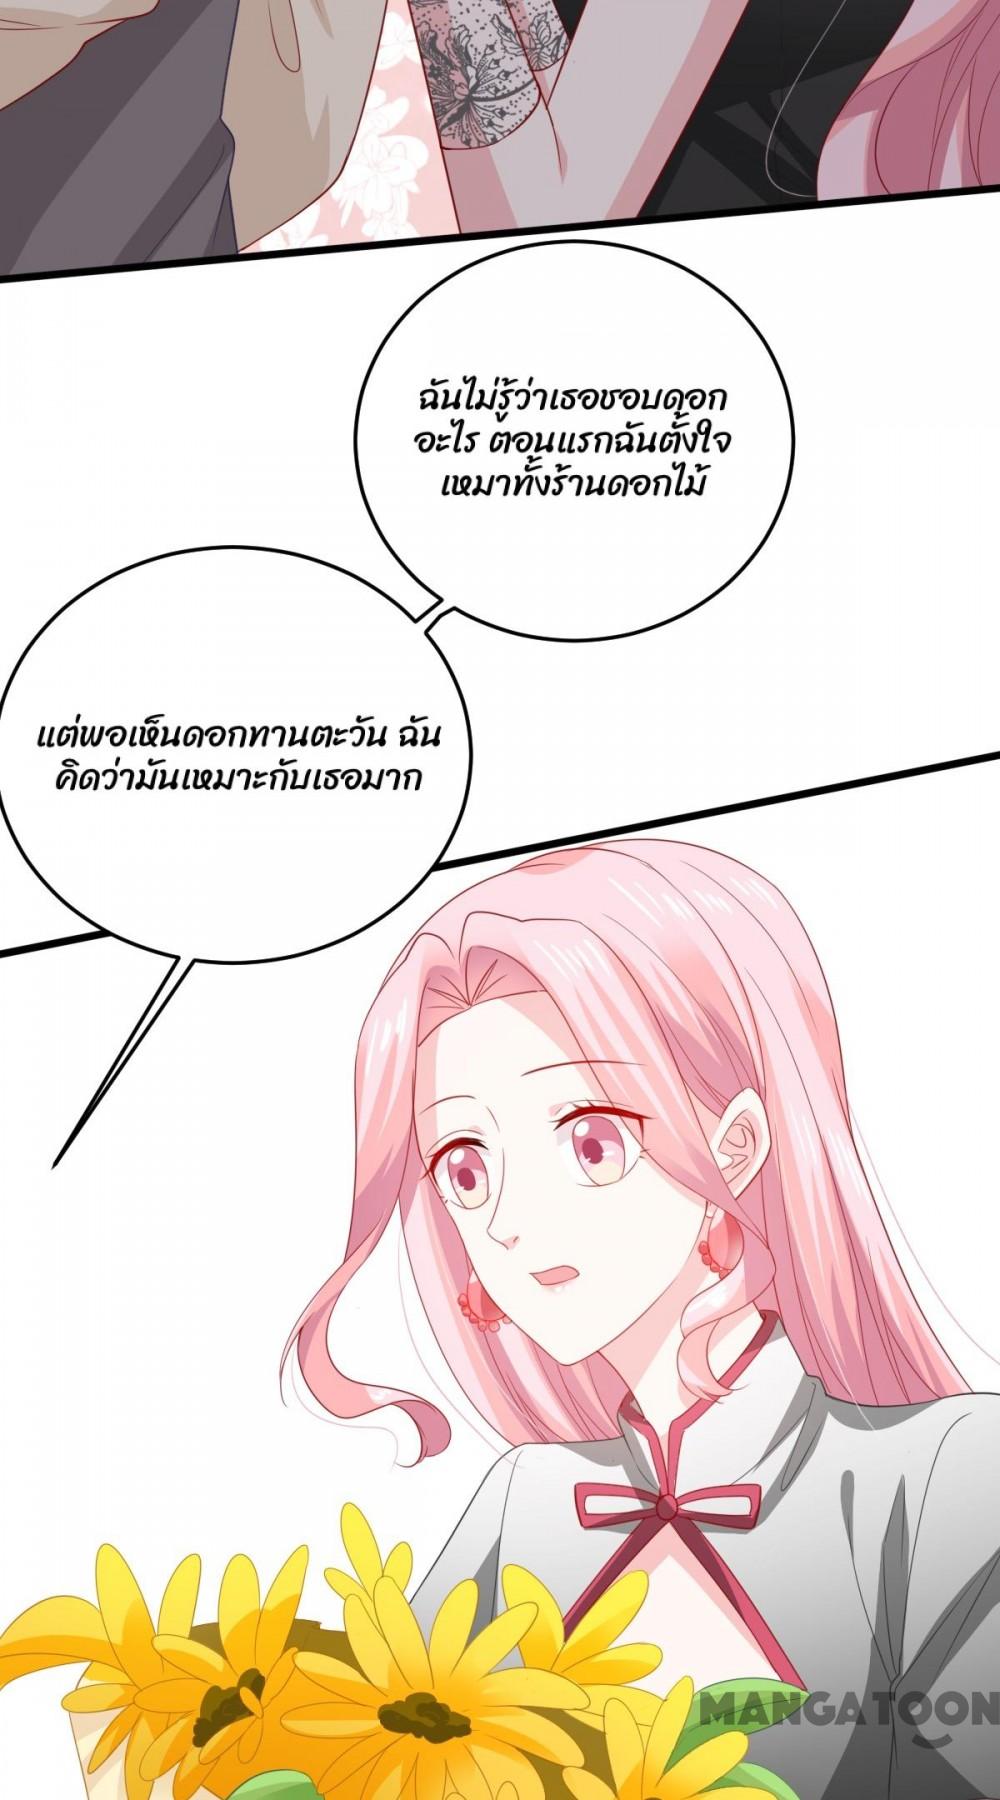 ฉันไม่รู้ว่าเธอชอบดอก
อะไร ตอนแรกฉันตั้งใจ
เหมาทั้งร้านดอกไม้
แต่พอเห็นดอกทานตะวัน ฉัน
คิดว่ามันเหมาะกับเธอมาก
MANGATOON